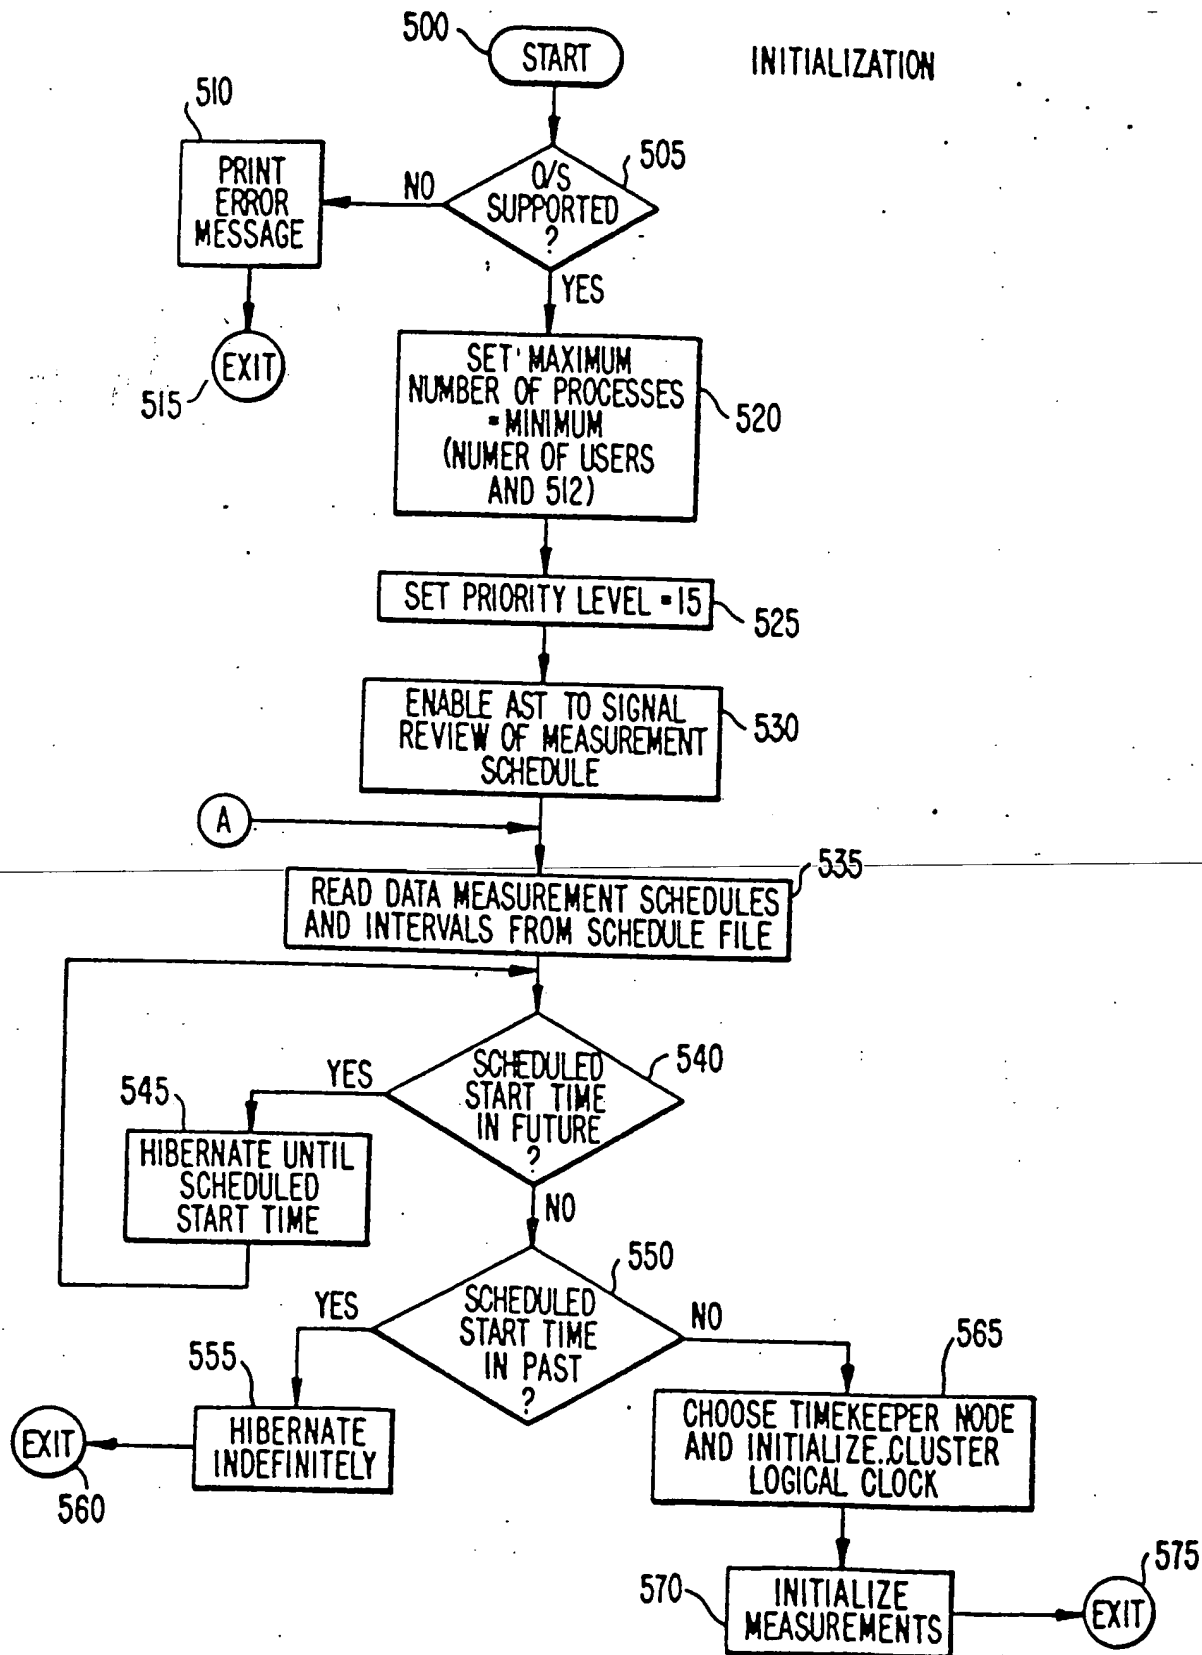 500
START
INITIALIZATION
510
PRINT
ERROR
MESSAGE
NO
O/S
SUPPORTED
?
505
YES
EXIT
515
SET MAXIMUM
NUMBER OF PROCESSES
=MINIMUM
(NUMER OF USERS
AND 512)
520
SET PRIORITY LEVEL =15
525
ENABLE AST TO SIGNAL
REVIEW OF MEASUREMENT
SCHEDULE
530
A
535
READ DATA MEASUREMENT SCHEDULES
AND INTERVALS FROM SCHEDULE FILE
540
SCHEDULED
START TIME
IN FUTURE
?
YES
545
HIBERNATE UNTIL
SCHEDULED
START TIME
NO
550
SCHEDULED
START TIME
IN PAST
?
YES
NO
555
HIBERNATE
INDEFINITELY
EXIT
560
565
CHOOSE TIMEKEEPER NODE
AND INITIALIZE CLUSTER
LOGICAL CLOCK
570
INITIALIZE
MEASUREMENTS
575
EXIT